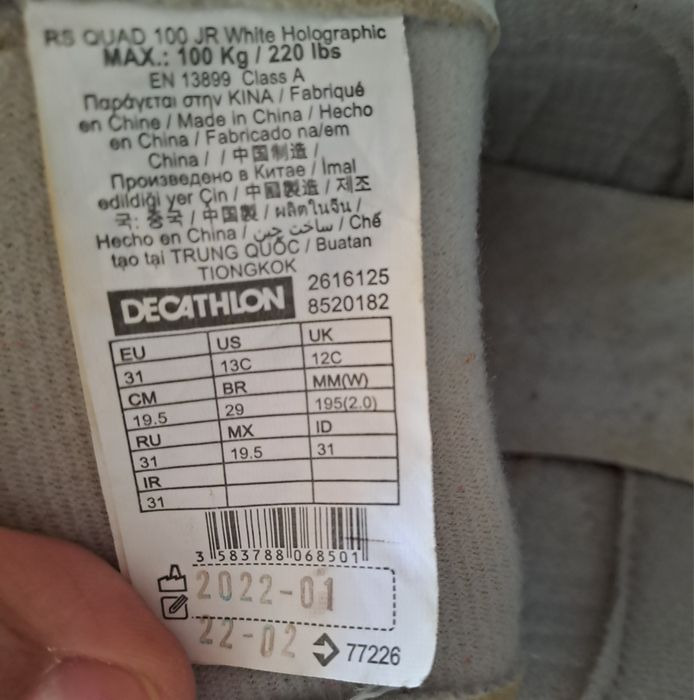 RS QUAD 100 JR White Holographic
MAX.: 100 Kg / 220 lbs
EN 13899 Class A
Παράγεται στην KINA / Fabriqué
en Chine / Made in China / Hecho
en China / Fabricado na/em
China / / 中国制造 /
Произведено в Китае / İmal
edildiği yer Çin / 中國製造 / 제조
국: 중국 / 中国製 / ผลิตในจีน /
Hecho en China / ساخت چین / Chế
tạo tại TRUNG QUỐC / Buatan
TIONGKOK
DECATHLON 2616125
8520182
EU US UK
31 13C 12C
CM BR MM(W)
19.5 29 195(2.0)
RU MX ID
31 19.5 31
IR
31
3 583788 068501
2022-01
22-02 77226